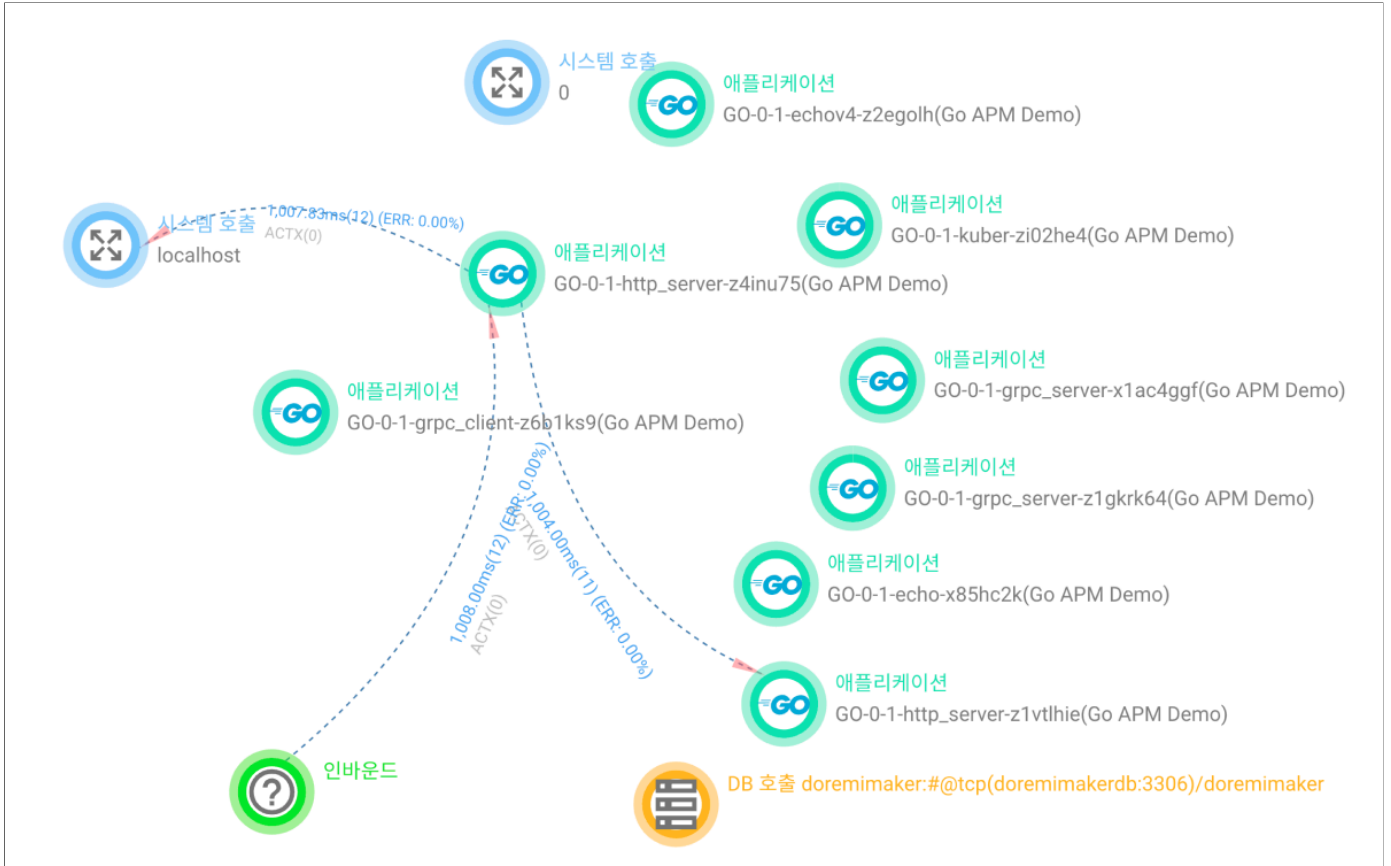 시스템 호출
0
GO
애플리케이션
GO-0-1-echov4-z2egolh(Go APM Demo)
시스템 호출
localhost
1,007.83ms(12) (ERR: 0.00%)
ACTX(0)
GO
애플리케이션
GO-0-1-kuber-zi02he4(Go APM Demo)
GO
애플리케이션
GO-0-1-http_server-z4inu75(Go APM Demo)
GO
애플리케이션
GO-0-1-grpc_server-x1ac4ggf(Go APM Demo)
GO
애플리케이션
GO-0-1-grpc_client-z6b1ks9(Go APM Demo)
GO
애플리케이션
GO-0-1-grpc_server-z1gkrk64(Go APM Demo)
1,008.00ms(12) (ERR: 0.00%)
ACTX(0)
1,004.00ms(11) (ERR: 0.00%)
ACTX(0)
GO
애플리케이션
GO-0-1-echo-x85hc2k(Go APM Demo)
GO
애플리케이션
GO-0-1-http_server-z1vtlhie(Go APM Demo)
?
인바운드
DB 호출 doremimaker:#@tcp(doremimakerdb:3306)/doremimaker